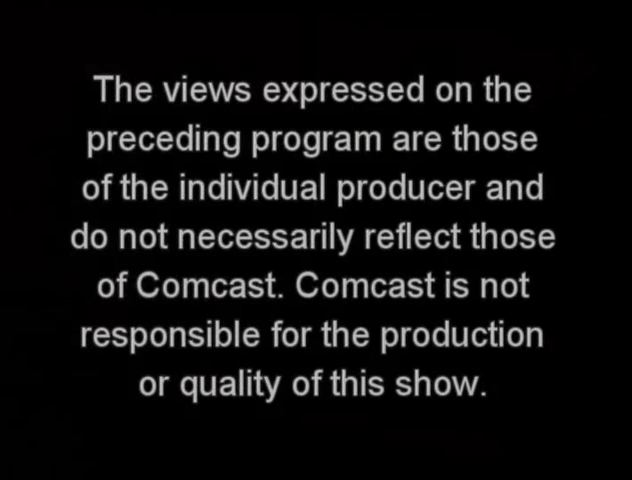 The views expressed on the
preceding program are those
of the individual producer and
do not necessarily reflect those
of Comcast. Comcast is not
responsible for the production
or quality of this show.